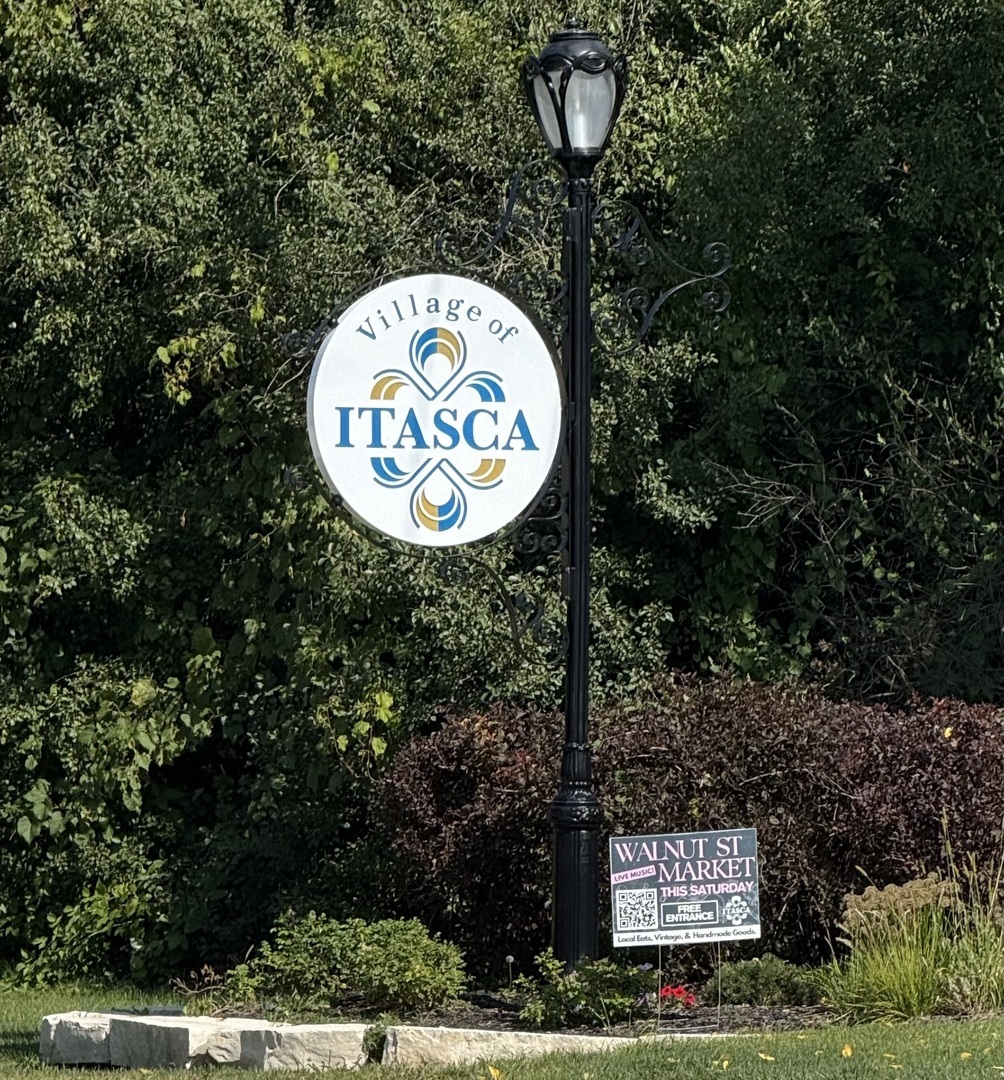 Village of
ITASCA
WALNUT ST
LIVE MUSIC!
MARKET
THIS SATURDAY
FREE
ENTRANCE
ITASCA
Local Eats, Vintage, & Handmade Goods.